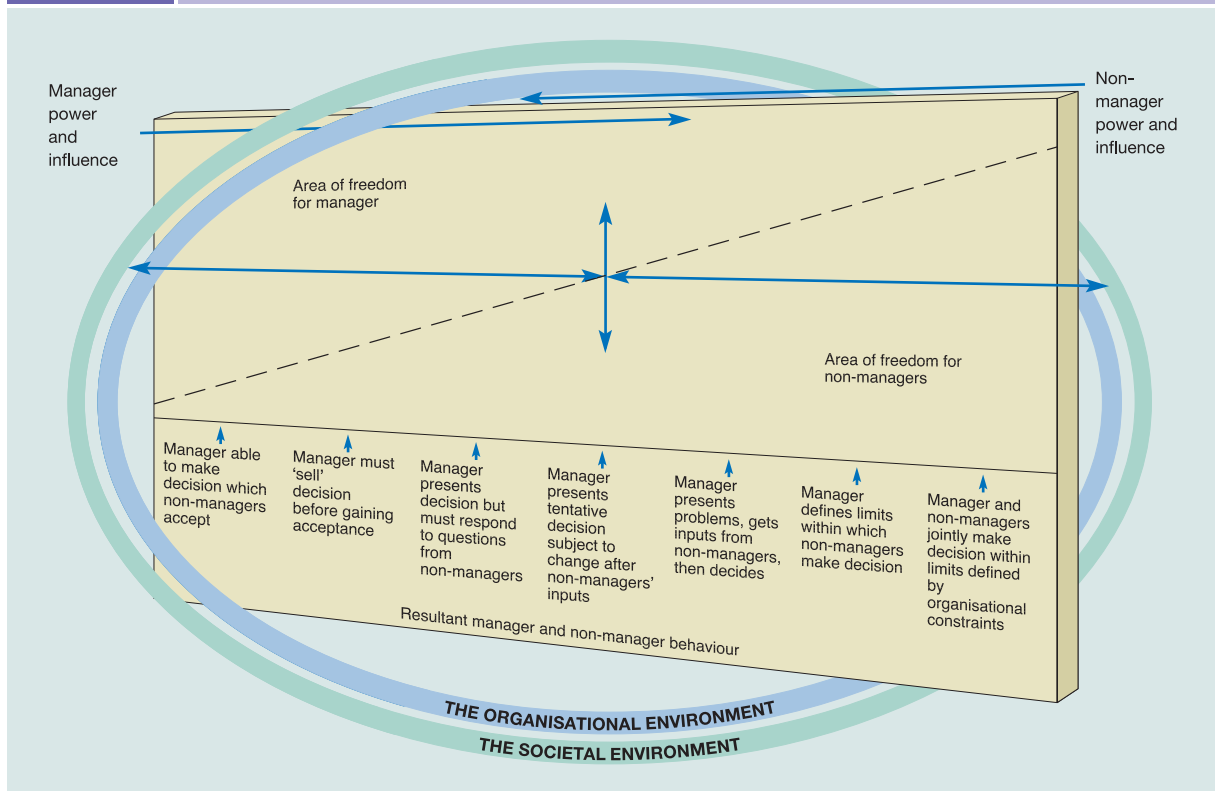 Manager
power
and
influence
Non-
manager
power and
influence
Area of freedom
for manager
Area of freedom for
non-managers
Manager able
to make
decision which
non-managers
accept
Manager must
‘sell’
decision
before gaining
acceptance
Manager
presents
decision but
must respond
to questions
from
non-managers
Manager
presents
tentative
decision
subject to
change after
non-managers’
inputs
Manager
presents
problems, gets
inputs from
non-managers,
then decides
Manager
defines limits
within which
non-managers
make decision
Manager and
non-managers
jointly make
decision within
limits defined
by
organisational
constraints
Resultant manager and non-manager behaviour
THE ORGANISATIONAL ENVIRONMENT
THE SOCIETAL ENVIRONMENT